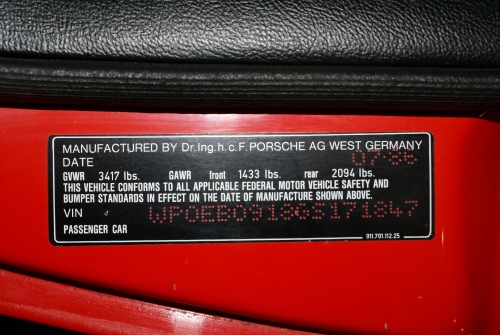 MANUFACTURED BY Dr.Ing.h.c.F.PORSCHE AG WEST GERMANY
DATE 07:86
GVWR 3417 lbs. GAWR front 1433 lbs. rear 2094 lbs.
THIS VEHICLE CONFORMS TO ALL APPLICABLE FEDERAL MOTOR VEHICLE SAFETY AND
BUMPER STANDARDS IN EFFECT ON THE DATE OF MANUFACTURE SHOWN ABOVE.
VIN WP0EB0918GS171847
PASSENGER CAR 911.701.112.25